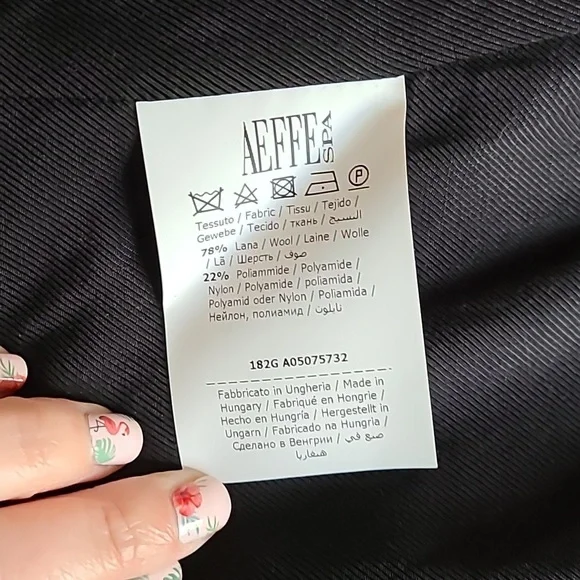 AEFFE SPA
P
Tessuto / Fabric / Tissu / Tejido /
Gewebe / Tecido / ткань / النسيج
78% Lana / Wool / Laine / Wolle
/ Lã / Шерсть / صوف
22% Poliammide / Polyamide /
Nylon / Polyamide / poliamida /
Polyamid oder Nylon / Poliamida /
Нейлон, полиамид / نايلون
182G A05075732
Fabbricato in Ungheria / Made in
Hungary / Fabriqué en Hongrie /
Hecho en Hungría / Hergestellt in
Ungarn / Fabricado na Hungria /
Сделано в Венгрии / صنع في
هنغاريا